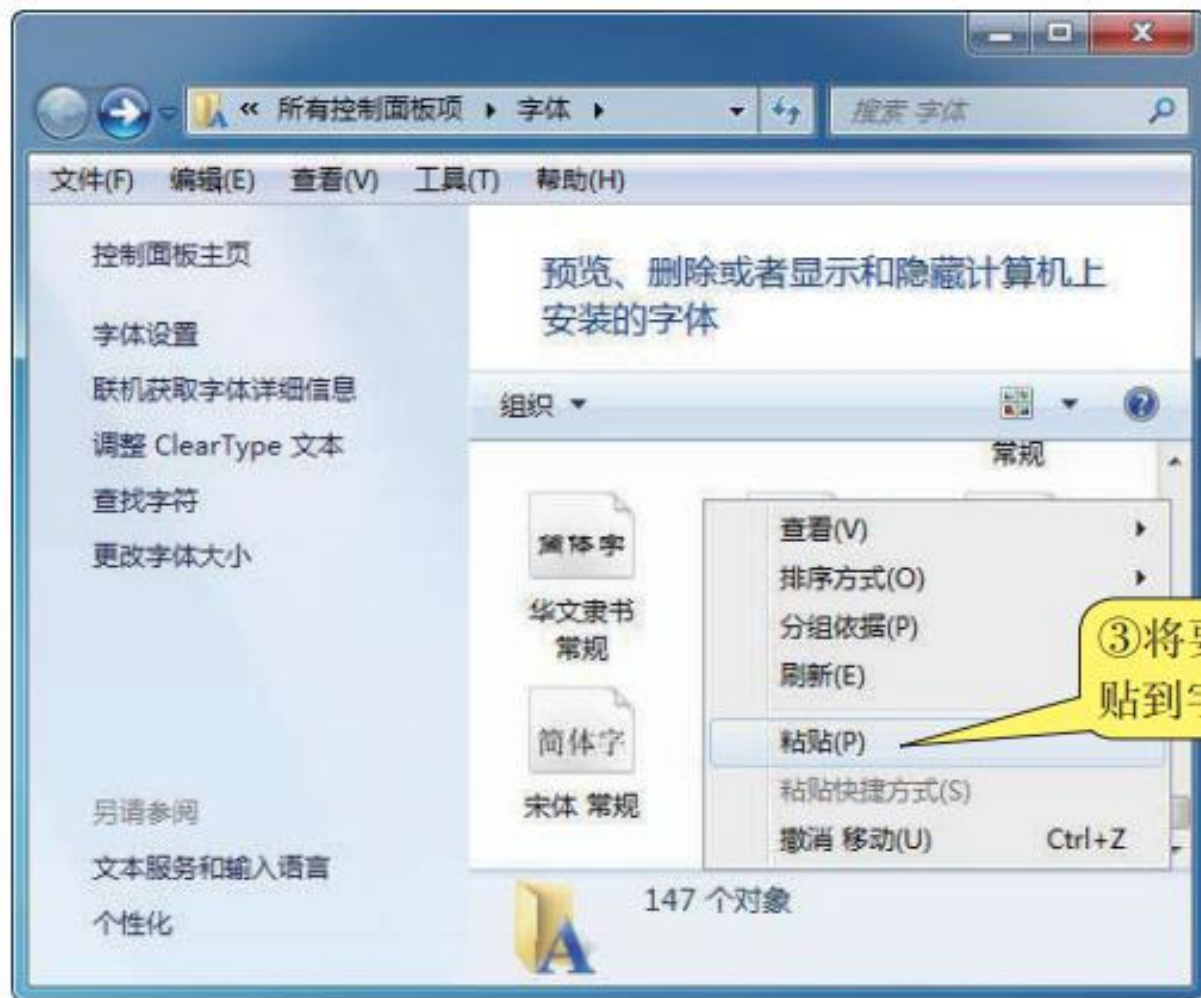 « 所有控制面板项 ▸ 字体 ▸
搜索 字体
文件(F) 编辑(E) 查看(V) 工具(T) 帮助(H)
控制面板主页
字体设置
联机获取字体详细信息
调整 ClearType 文本
查找字符
更改字体大小
另请参阅
文本服务和输入语言
个性化
预览、删除或者显示和隐藏计算机上
安装的字体
组织
常规
简体字
华文隶书
常规
简体字
宋体 常规
查看(V)
排序方式(O)
分组依据(P)
刷新(E)
粘贴(P)
粘贴快捷方式(S)
撤消 移动(U) Ctrl+Z
③将
贴到
147 个对象
A